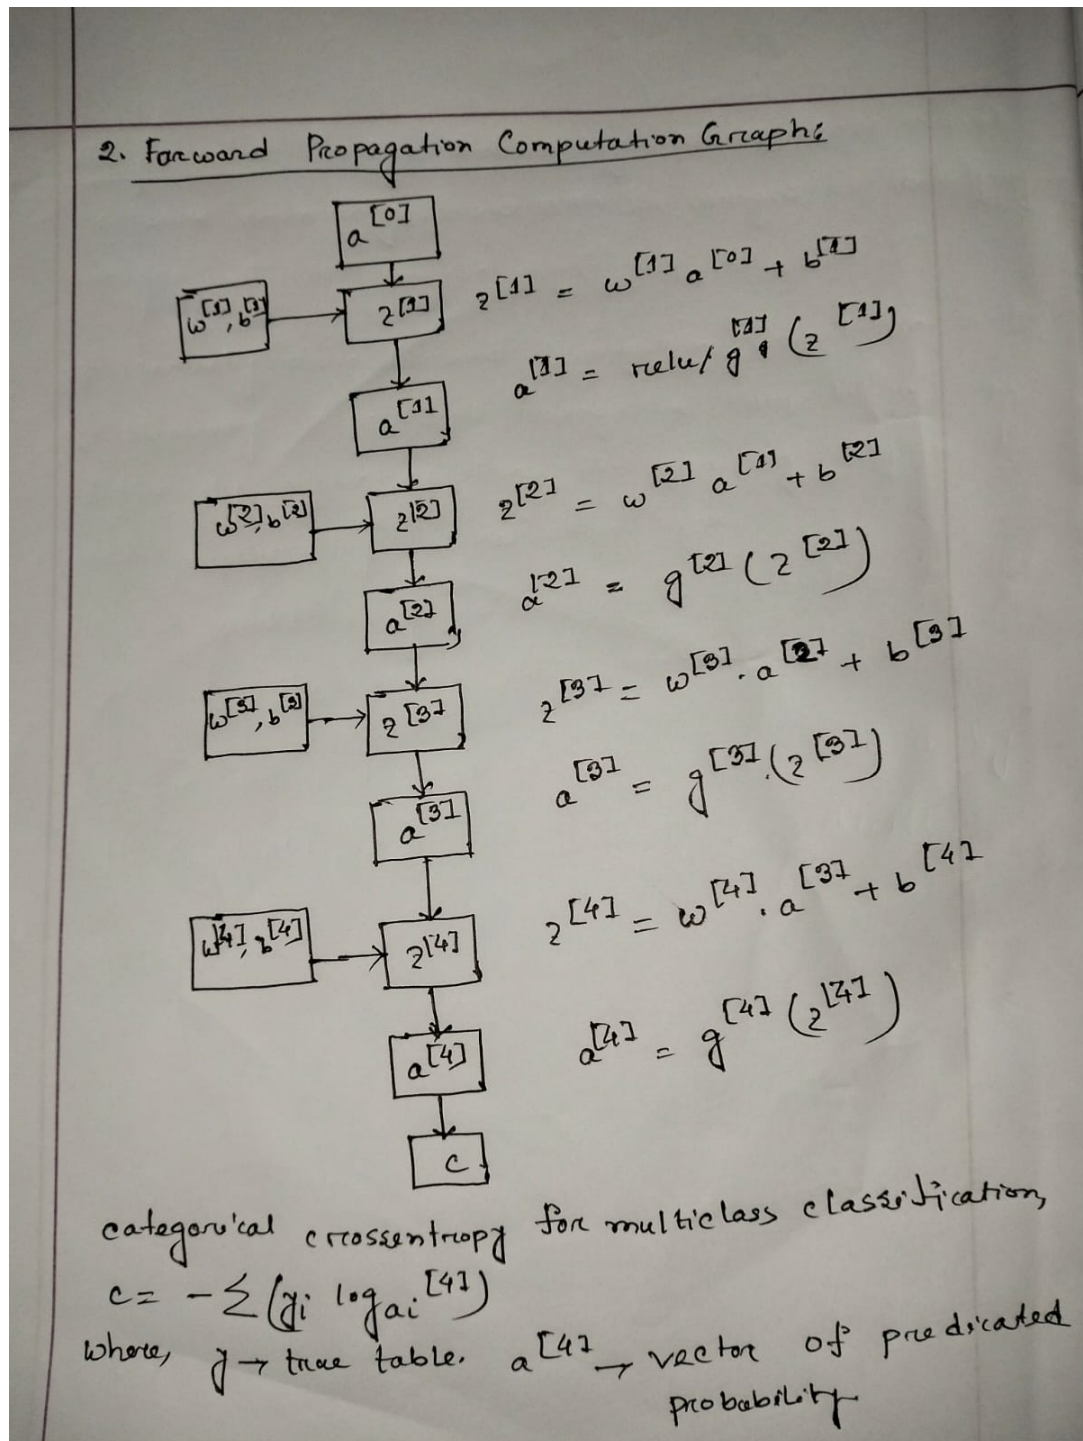 2. Forward Propagation Computation Graph:
a[0]
w[1], b[1] z[1] z[1] = w[1] a[0] + b[1]
a[1] = relu/ g[1] (z[1])
a[1]
w[2], b[2] z[2] z[2] = w[2] a[1] + b[2]
a[2] a[2] = g[2] (z[2])
w[3], b[3] z[3] z[3] = w[3] . a[2] + b[3]
a[3] a[3] = g[3] . (z[3])
w[4], b[4] z[4] z[4] = w[4] . a[3] + b[4]
a[4] a[4] = g[4] (z[4])
c
categorical crossentropy for multiclass classification,
c = - Σ (yi log ai[4])
where, y → true table. a[4] → vector of predicated
probability